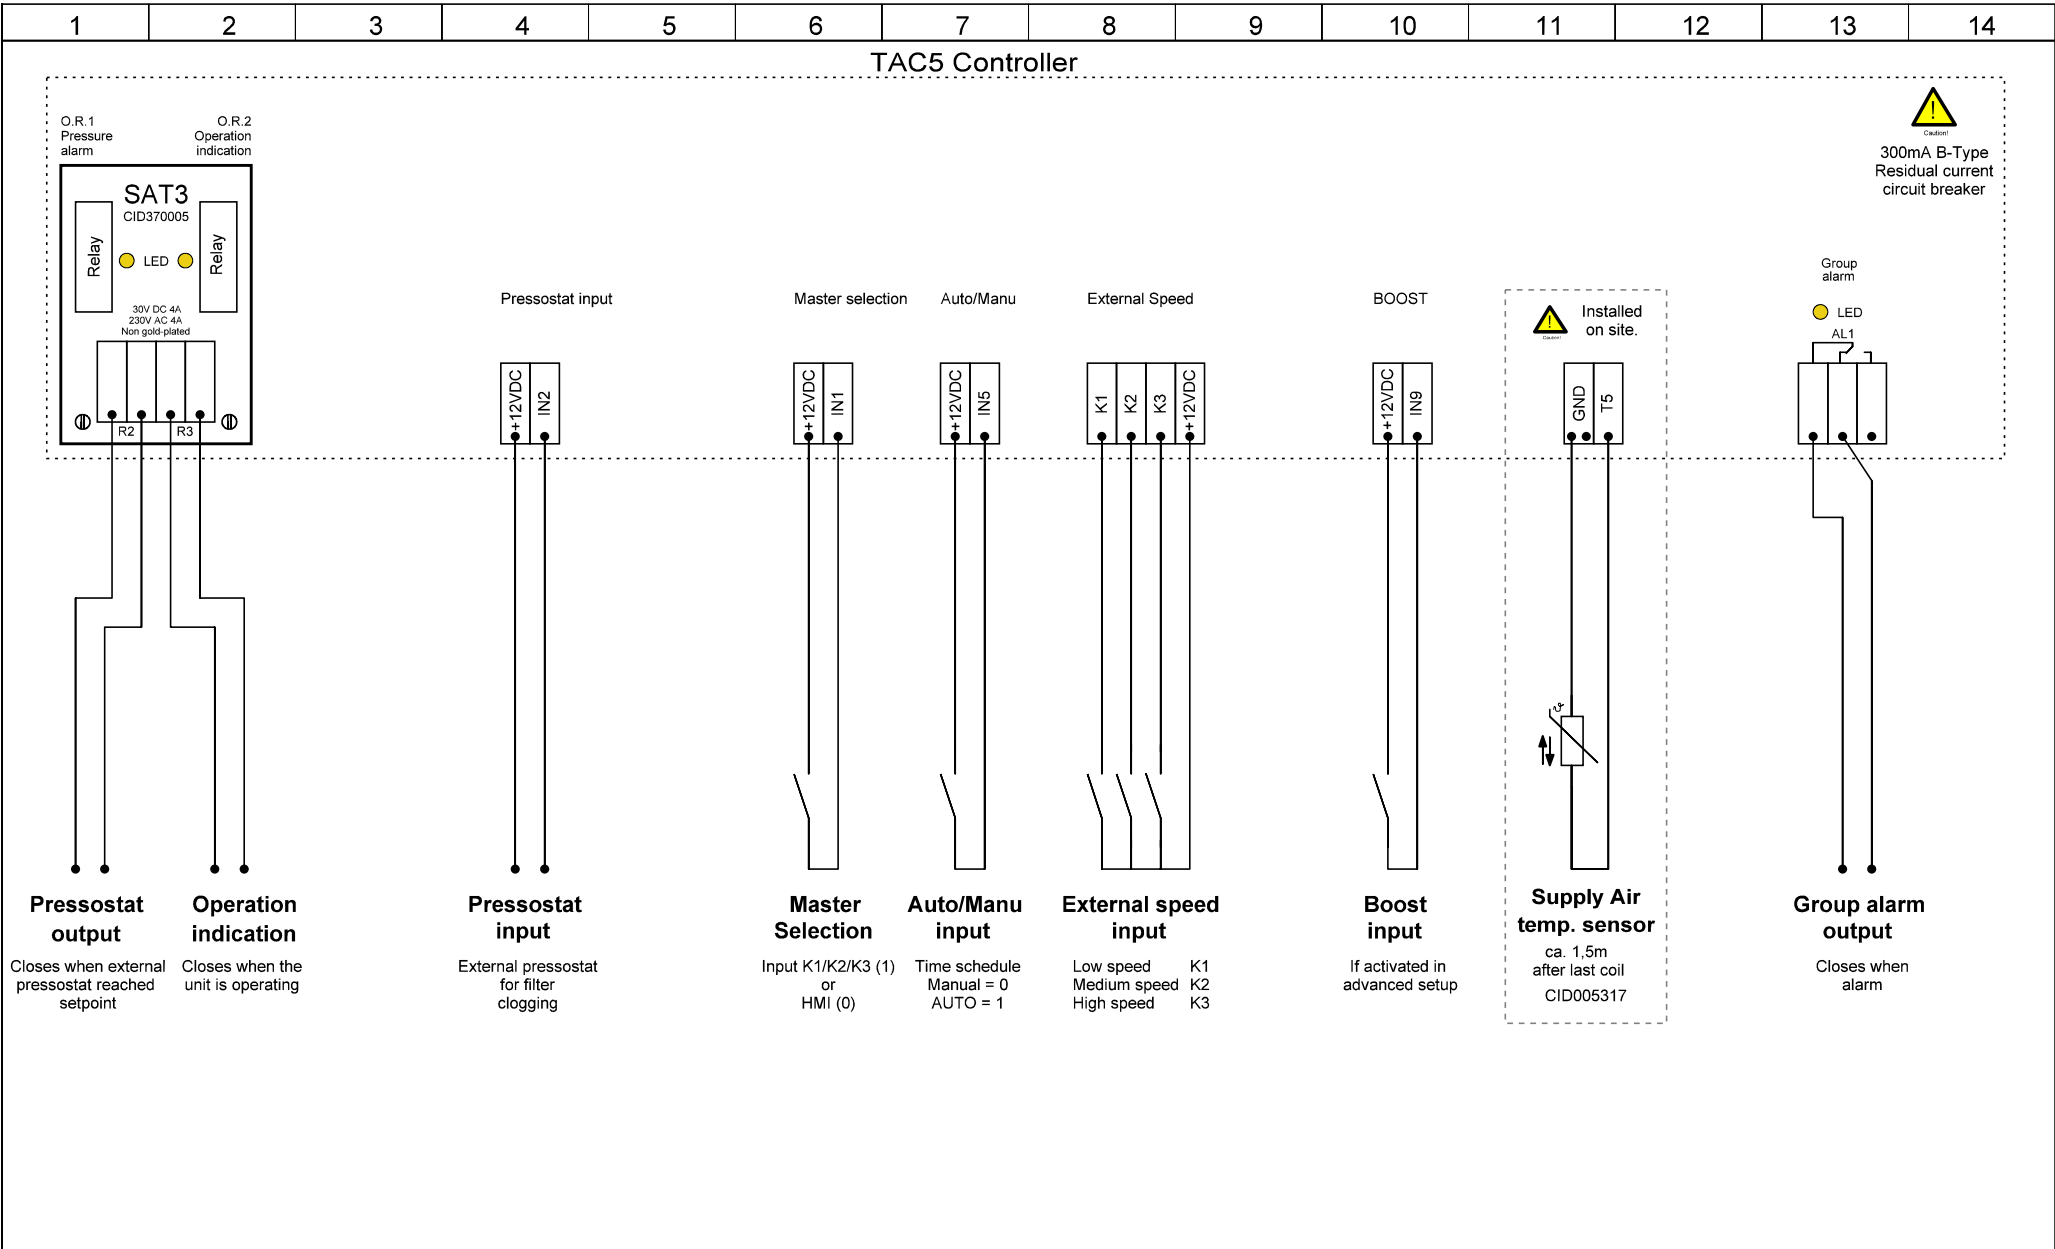 1 2 3 4 5 6 7 8 9 10 11 12 13 14
TAC5 Controller
O.R.1
Pressure
alarm
O.R.2
Operation
indication
SAT3
CID370005
Relay
LED
Relay
30V DC 4A
230V AC 4A
Non gold-plated
R2 R3
Pressostat input
+12VDC
IN2
Master selection
+12VDC
IN1
Auto/Manu
+12VDC
IN5
External Speed
K1
K2
K3
+12VDC
BOOST
+12VDC
IN9
!
Caution!
Installed
on site.
GND
T5
!
Caution!
300mA B-Type
Residual current
circuit breaker
Group
alarm
LED
AL1
ϑ
Pressostat
output
Closes when external
pressostat reached
setpoint
Operation
indication
Closes when the
unit is operating
Pressostat
input
External pressostat
for filter
clogging
Master
Selection
Input K1/K2/K3 (1)
or
HMI (0)
Auto/Manu
input
Time schedule
Manual = 0
AUTO = 1
External speed
input
Low speed K1
Medium speed K2
High speed K3
Boost
input
If activated in
advanced setup
Supply Air
temp. sensor
ca. 1,5m
after last coil
CID005317
Group alarm
output
Closes when
alarm